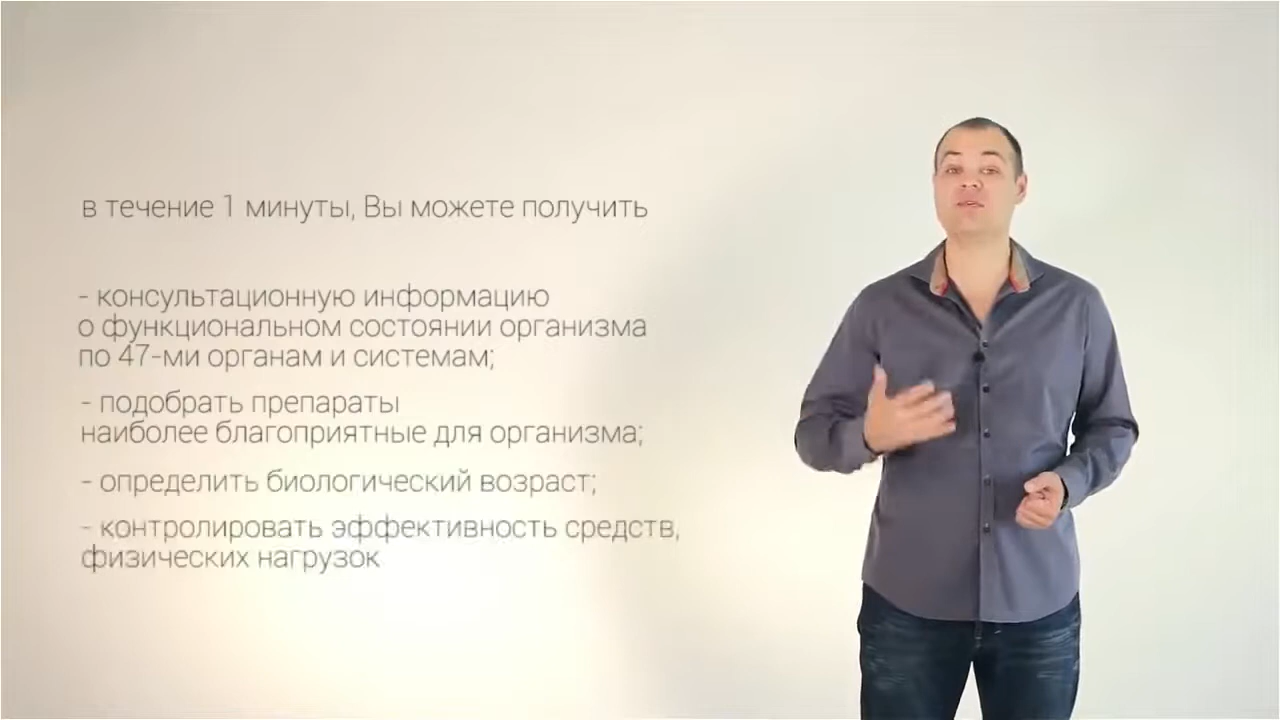 в течение 1 минуты, Вы можете получить
- консультационную информацию
о функциональном состоянии организма
по 47-ми органам и системам;
- подобрать препараты
наиболее благоприятные для организма;
- определить биологический возраст;
- контролировать эффективность средств,
физических нагрузок